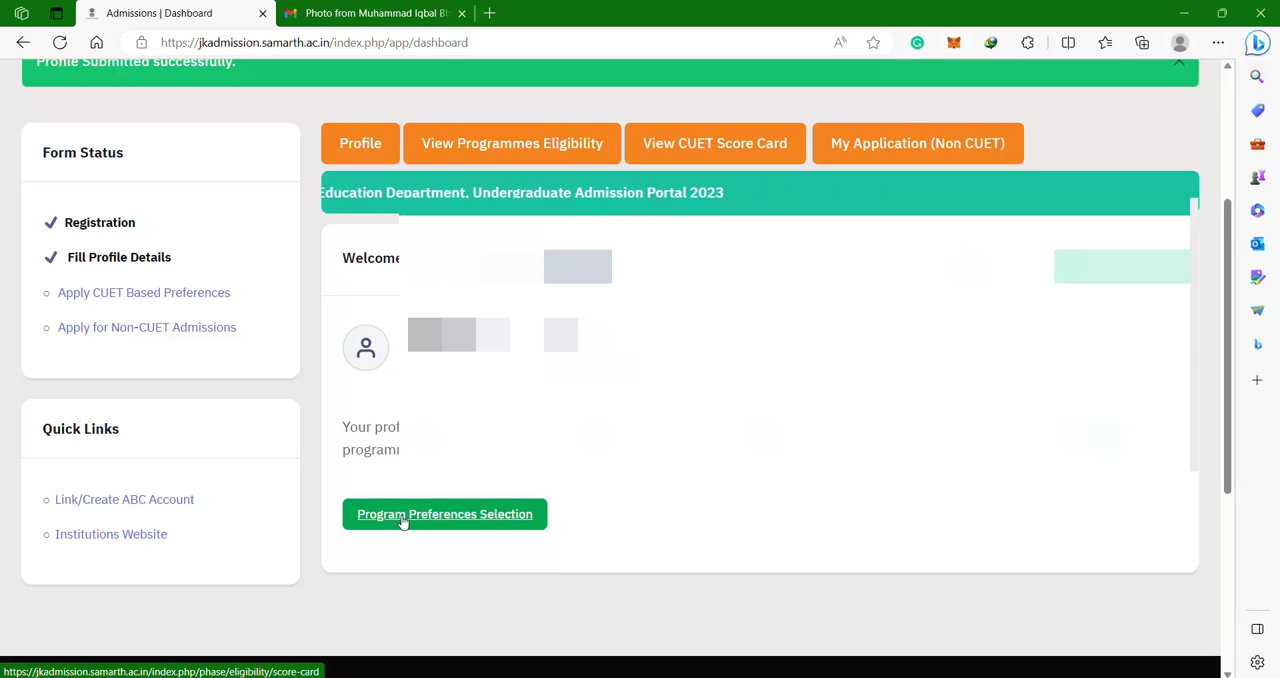 Admissions | Dashboard
Photo from Muhammad Iqbal Bh
https://jkadmission.samarth.ac.in/index.php/app/dashboard
Profile Submitted successfully.
Form Status
Registration
Fill Profile Details
Apply CUET Based Preferences
Apply for Non-CUET Admissions
Quick Links
Link/Create ABC Account
Institutions Website
Profile
View Programmes Eligibility
View CUET Score Card
My Application (Non CUET)
Education Department, Undergraduate Admission Portal 2023
Welcome
Your
Program Preferences Selection
https://jkadmission.samarth.ac.in/index.php/phase/eligibility/score-card